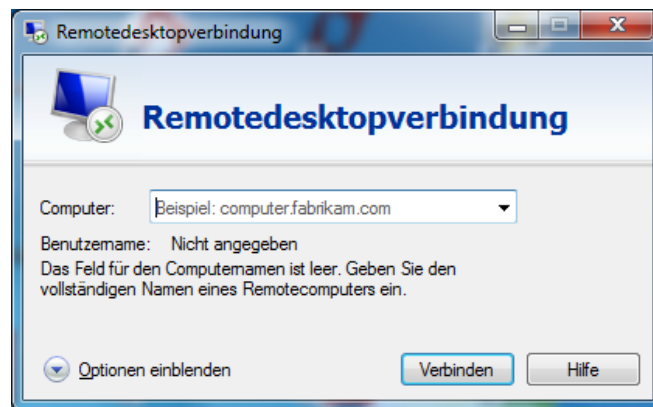 Remotedesktopverbindung
Remotedesktopverbindung
Computer: Beispiel: computer.fabrikam.com
Benutzername: Nicht angegeben
Das Feld für den Computernamen ist leer. Geben Sie den
vollständigen Namen eines Remotecomputers ein.
Optionen einblenden Verbinden Hilfe